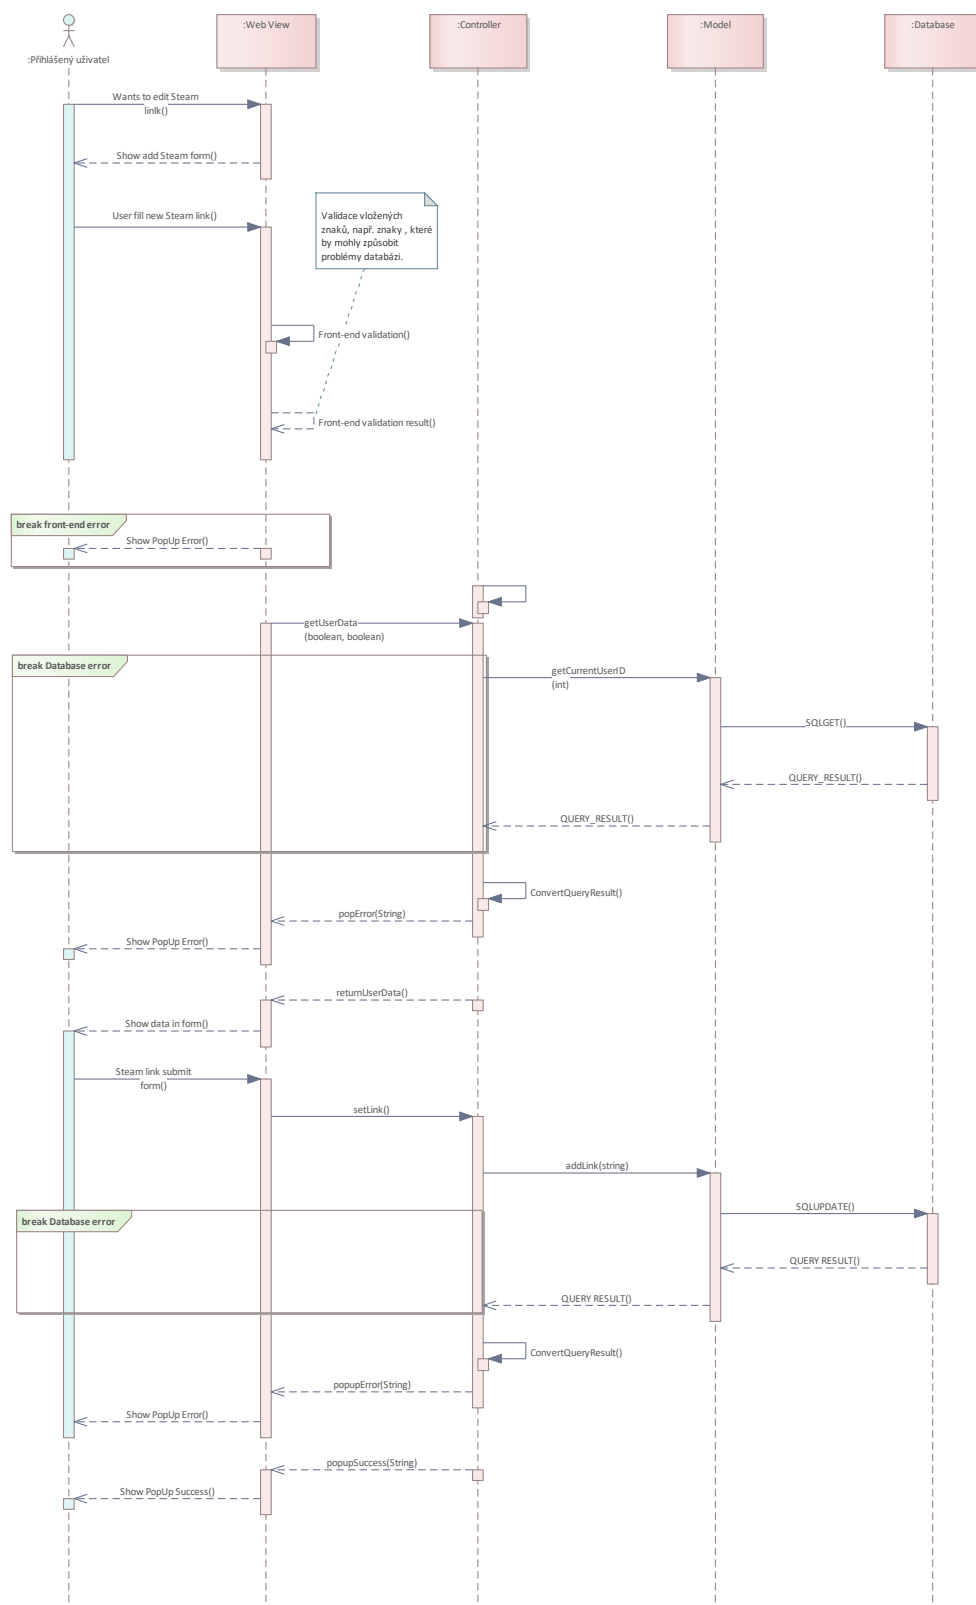 :Web View
:Controller
:Model
:Database
:Přihlášený uživatel
Wants to edit Steam
linlk()
Show add Steam form()
User fill new Steam link()
Validace vložených
znaků, např. znaky , které
by mohly způsobit
problémy databázi.
Front-end validation()
Front-end validation result()
break front-end error
Show PopUp Error()
getUserData
(boolean, boolean)
break Database error
getCurrentUserID
(int)
SQLGET()
QUERY_RESULT()
QUERY_RESULT()
ConvertQueryResult()
popError(String)
Show PopUp Error()
returnUserData()
Show data in form()
Steam link submit
form()
setLink()
addLink(string)
SQLUPDATE()
break Database error
QUERY RESULT()
QUERY RESULT()
ConvertQueryResult()
popupError(String)
Show PopUp Error()
popupSuccess(String)
Show PopUp Success()